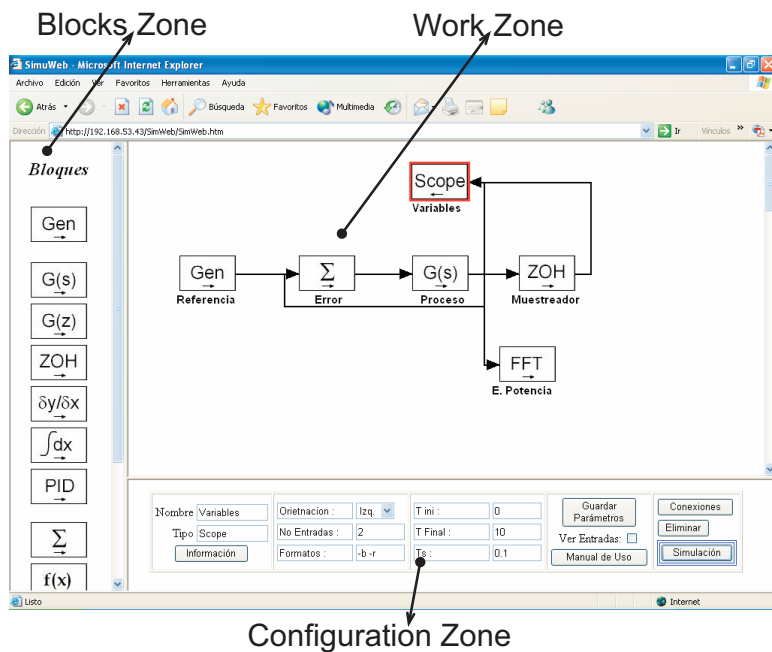 Blocks Zone
Work Zone
SimuWeb - Microsoft Internet Explorer
Archivo Edición Ver Favoritos Herramientas Ayuda
Atrás Búsqueda Favoritos Multimedia
Dirección http://192.168.53.43/SimWeb/SimWeb.htm Ir Vínculos »
Bloques
Gen
G(s)
G(z)
ZOH
δy/δx
∫dx
PID
Σ
f(x)
Scope
Variables
Gen
Referencia
Σ
Error
G(s)
Proceso
ZOH
Muestreador
FFT
E. Potencia
Nombre Variables
Tipo Scope
Información
Orietnacion : Izq.
No Entradas : 2
Formatos : -b -r
T ini : 0
T Final : 10
Ts : 0.1
Guardar
Parámetros
Ver Entradas:
Manual de Uso
Conexiones
Eliminar
Simulación
Listo Internet
Configuration Zone